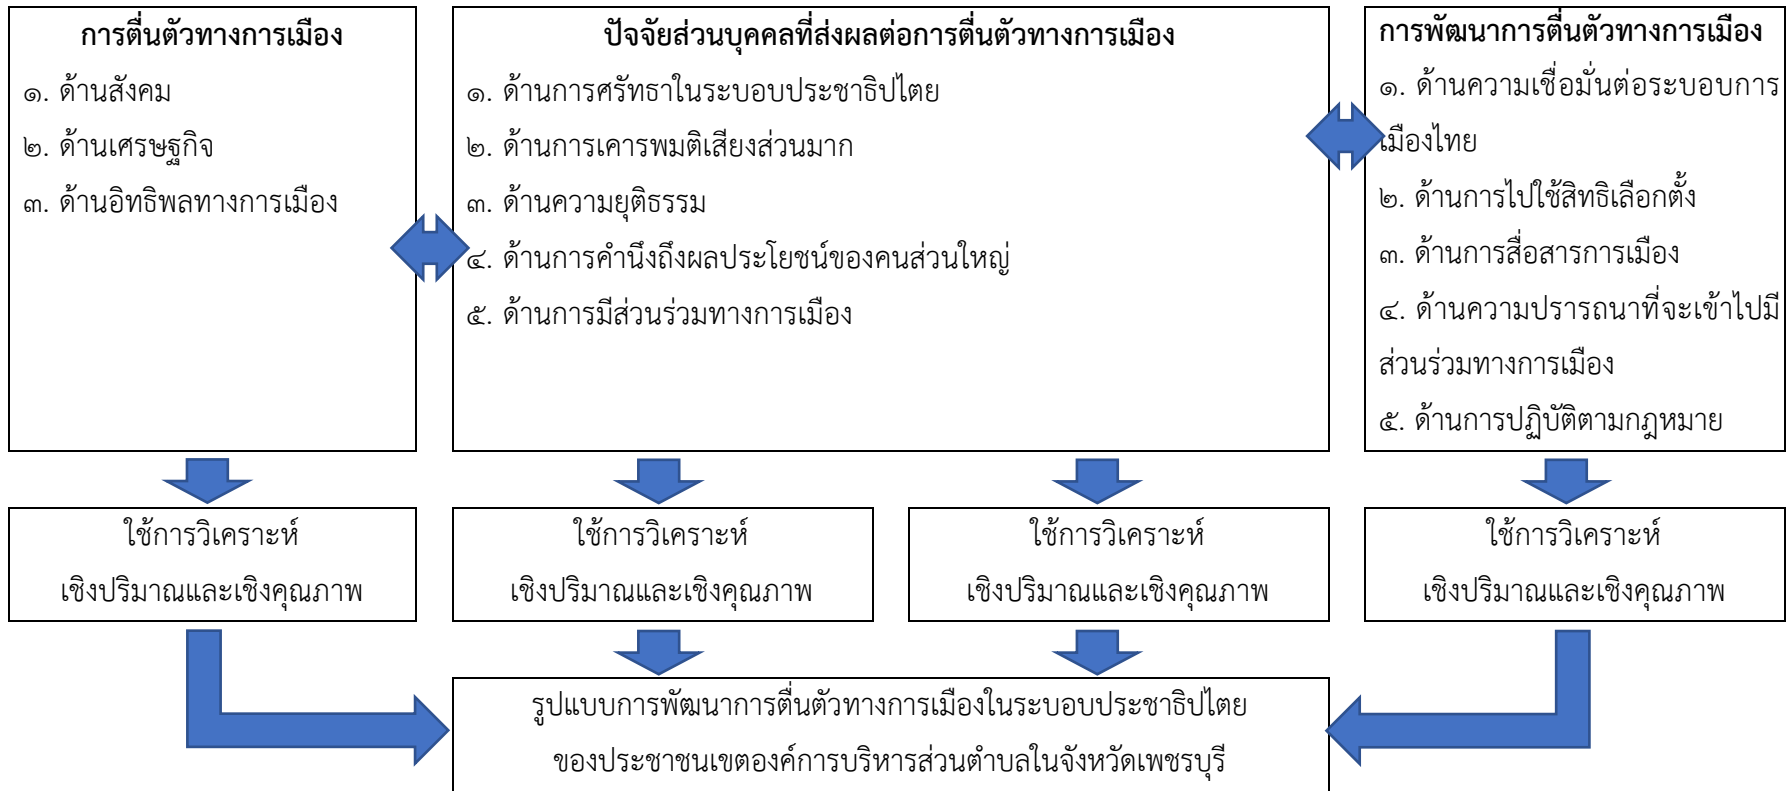 การตื่นตัวทางการเมือง
๑. ด้านสังคม
๒. ด้านเศรษฐกิจ
๓. ด้านอิทธิพลทางการเมือง
ปัจจัยส่วนบุคคลที่ส่งผลต่อการตื่นตัวทางการเมือง
๑. ด้านการศรัทธาในระบอบประชาธิปไตย
๒. ด้านการเคารพมติเสียงส่วนมาก
๓. ด้านความยุติธรรม
๔. ด้านการคำนึงถึงผลประโยชน์ของคนส่วนใหญ่
๕. ด้านการมีส่วนร่วมทางการเมือง
การพัฒนาการตื่นตัวทางการเมือง
๑. ด้านความเชื่อมั่นต่อระบอบการ
เมืองไทย
๒. ด้านการไปใช้สิทธิเลือกตั้ง
๓. ด้านการสื่อสารการเมือง
๔. ด้านความปรารถนาที่จะเข้าไปมี
ส่วนร่วมทางการเมือง
๕. ด้านการปฏิบัติตามกฎหมาย
ใช้การวิเคราะห์
เชิงปริมาณและเชิงคุณภาพ
ใช้การวิเคราะห์
เชิงปริมาณและเชิงคุณภาพ
ใช้การวิเคราะห์
เชิงปริมาณและเชิงคุณภาพ
ใช้การวิเคราะห์
เชิงปริมาณและเชิงคุณภาพ
รูปแบบการพัฒนาการตื่นตัวทางการเมืองในระบอบประชาธิปไตย
ของประชาชนเขตองค์การบริหารส่วนตำบลในจังหวัดเพชรบุรี